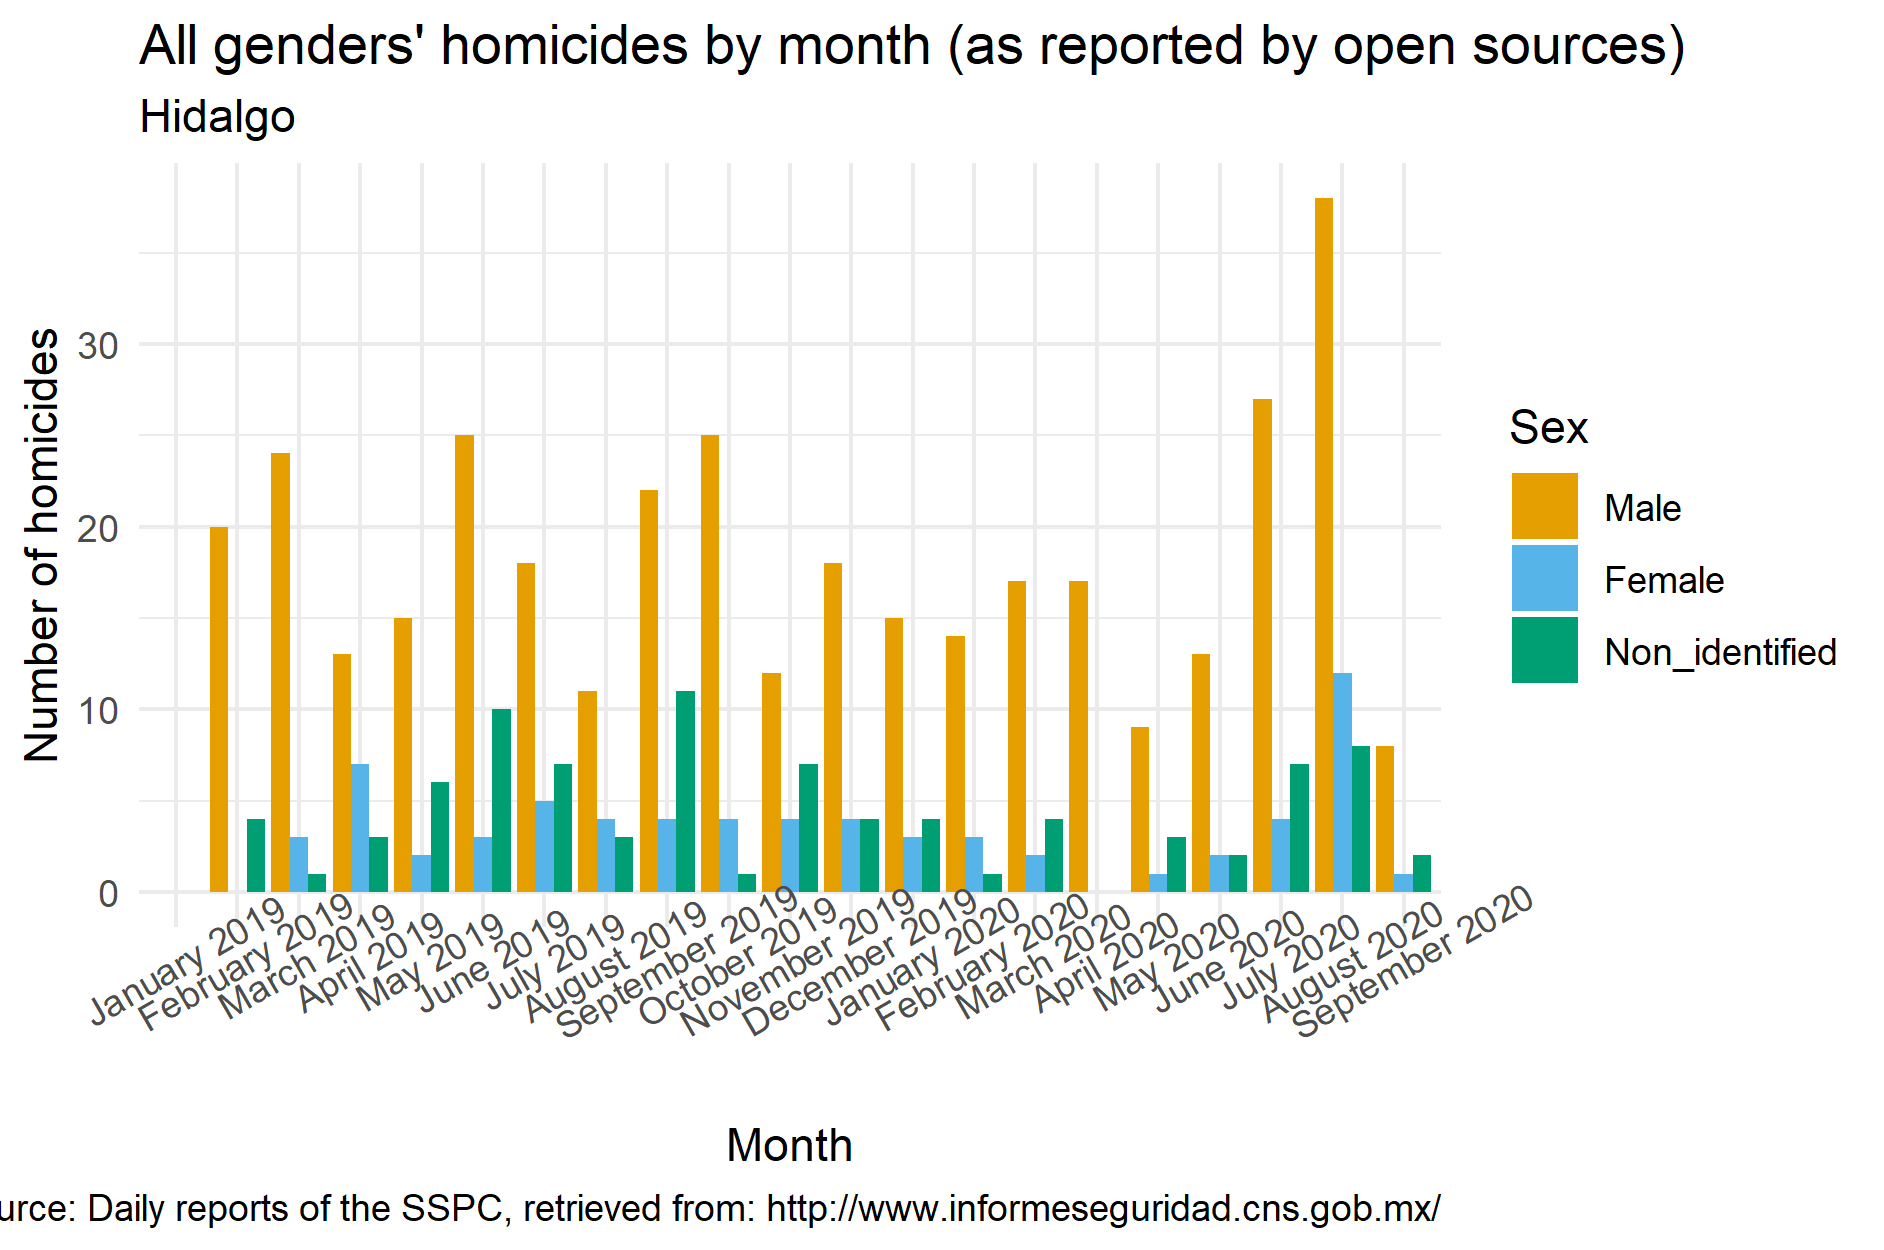 All genders' homicides by month (as reported by open sources)
Hidalgo
Number of homicides
30
20
10
0
January 2019
February 2019
March 2019
April 2019
May 2019
June 2019
July 2019
August 2019
September 2019
October 2019
November 2019
December 2019
January 2020
February 2020
March 2020
April 2020
May 2020
June 2020
July 2020
August 2020
September 2020
Month
Sex
Male
Female
Non_identified
urce: Daily reports of the SSPC, retrieved from: http://www.informeseguridad.cns.gob.mx/